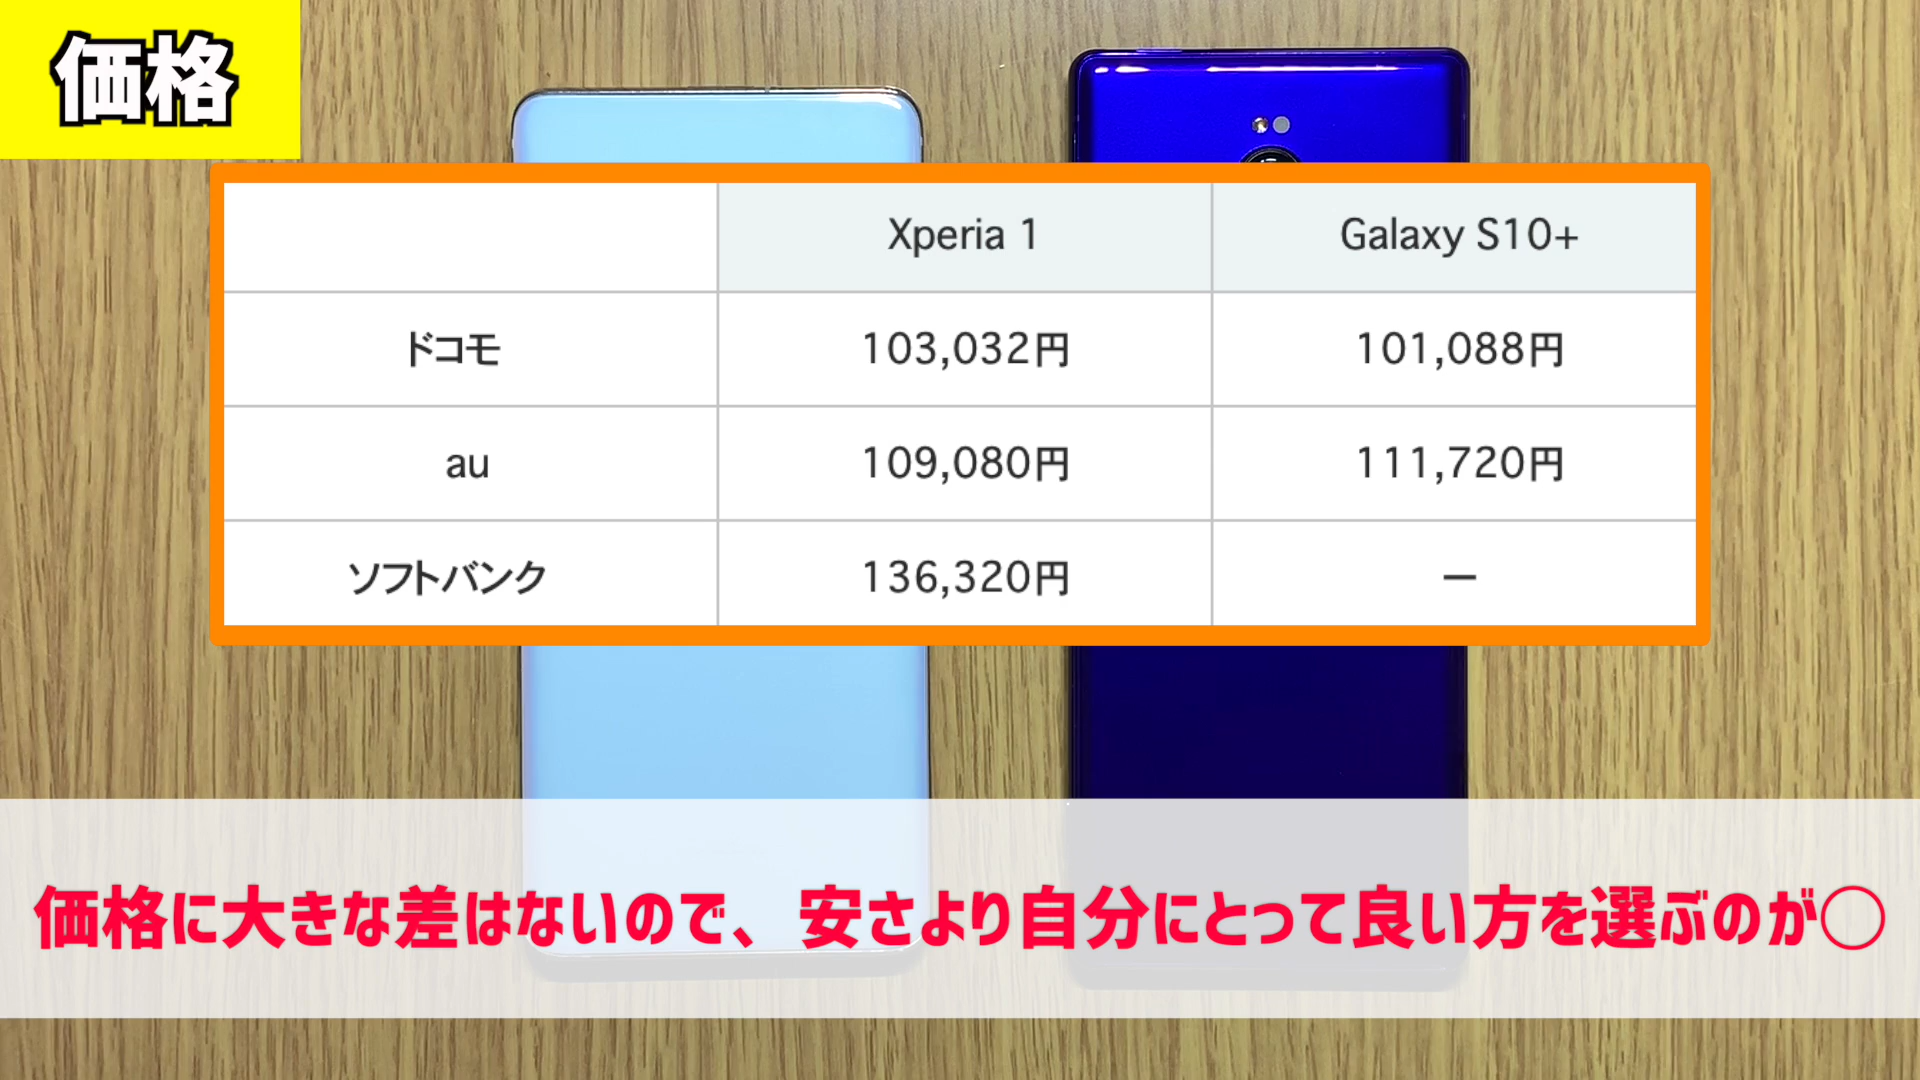 価格
Xperia 1 Galaxy S10+
ドコモ 103,032円 101,088円
au 109,080円 111,720円
ソフトバンク 136,320円 ー
価格に大きな差はないので、安さより自分にとって良い方を選ぶのが◯